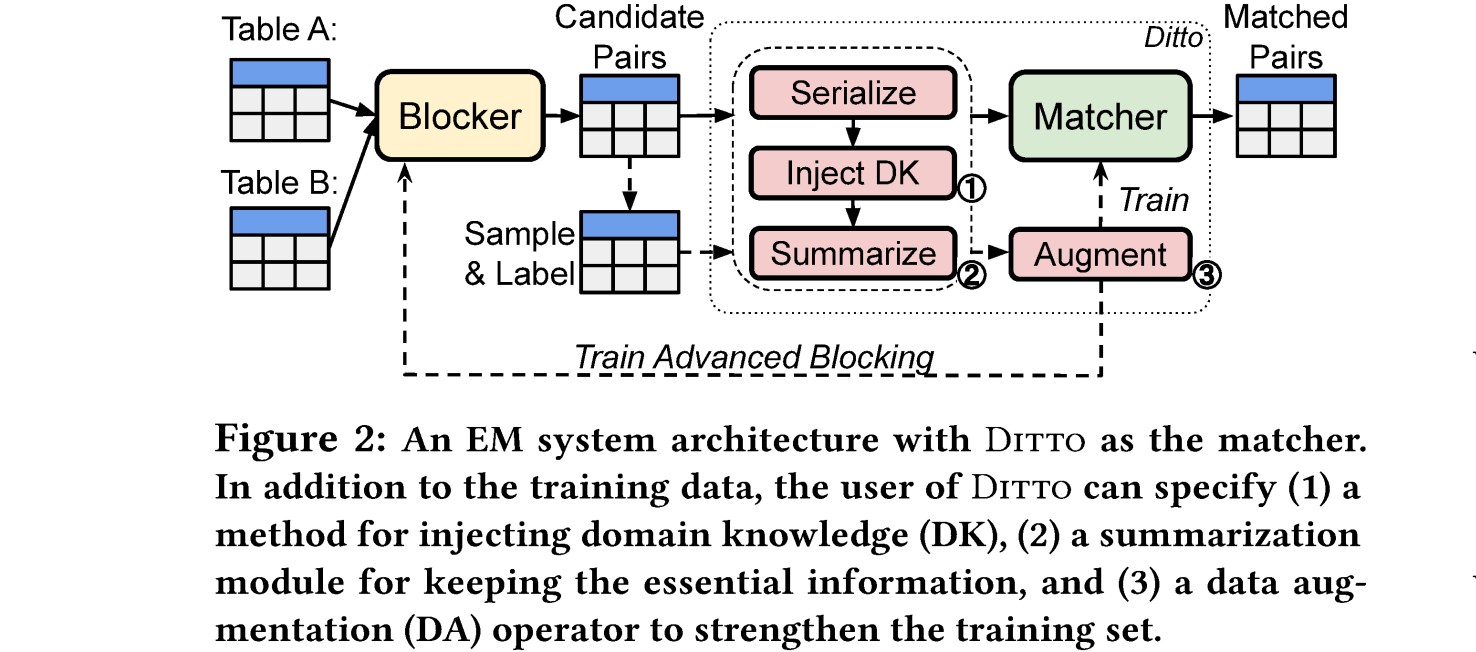 Table A:
Candidate
Pairs
Ditto
Matched
Pairs
Blocker
Serialize
Matcher
Inject DK
①
Table B:
Train
Sample
& Label
Summarize
②
Augment
③
Train Advanced Blocking
Figure 2: An EM system architecture with DITTO as the matcher.
In addition to the training data, the user of DITTO can specify (1) a
method for injecting domain knowledge (DK), (2) a summarization
module for keeping the essential information, and (3) a data aug-
mentation (DA) operator to strengthen the training set.